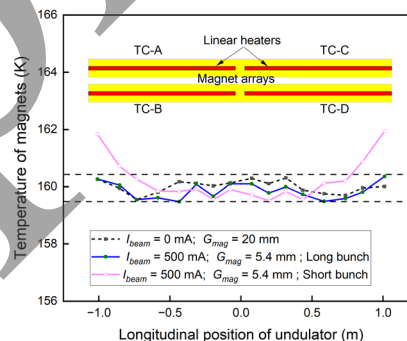 166
164
162
160
158
156
Temperature of magnets (K)
Linear heaters
TC-A
TC-C
Magnet arrays
TC-B
TC-D
I_beam = 0 mA; G_mag = 20 mm
I_beam = 500 mA; G_mag = 5.4 mm ; Long bunch
I_beam = 500 mA; G_mag = 5.4 mm ; Short bunch
−1.0 −0.5 0.0 0.5 1.0
Longitudinal position of undulator (m)